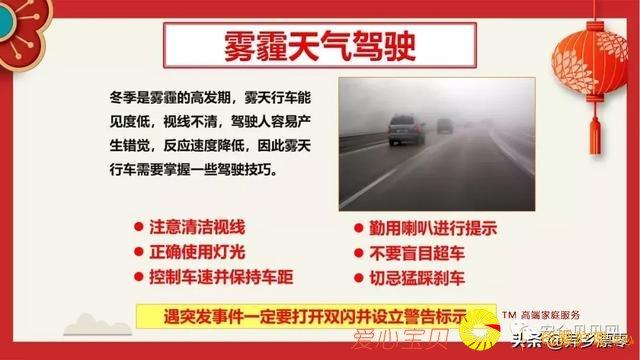 雾霾天气驾驶
冬季是雾霾的高发期，雾天行车能
见度低，视线不清，驾驶人容易产
生错觉，反应速度降低，因此雾天
行车需要掌握一些驾驶技巧。
● 注意清洁视线
● 正确使用灯光
● 控制车速并保持车距
● 勤用喇叭进行提示
● 不要盲目超车
● 切忌猛踩刹车
遇突发事件一定要打开双闪并设立警告标示
爱心宝贝
TM 高端家庭服务
头条 @异乡漂零